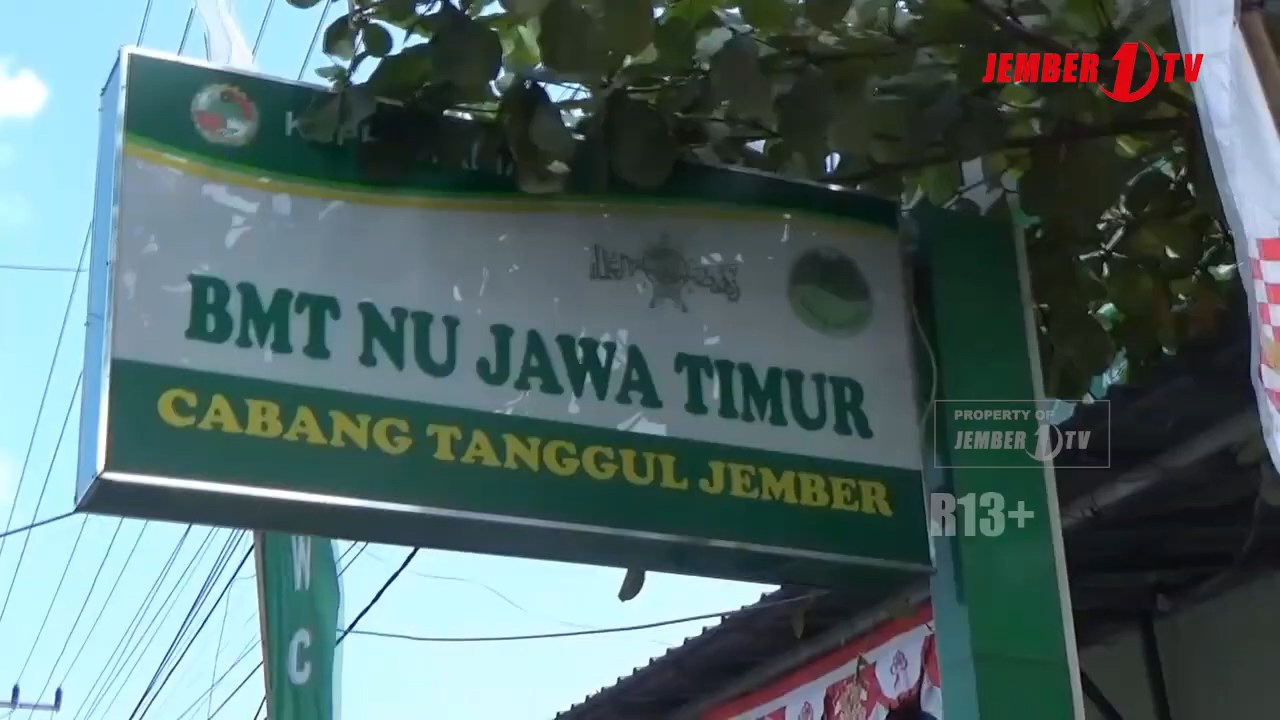 JEMBER 1 TV
BMT NU JAWA TIMUR
CABANG TANGGUL JEMBER
PROPERTY OF
JEMBER 1 TV
R13+
W
C